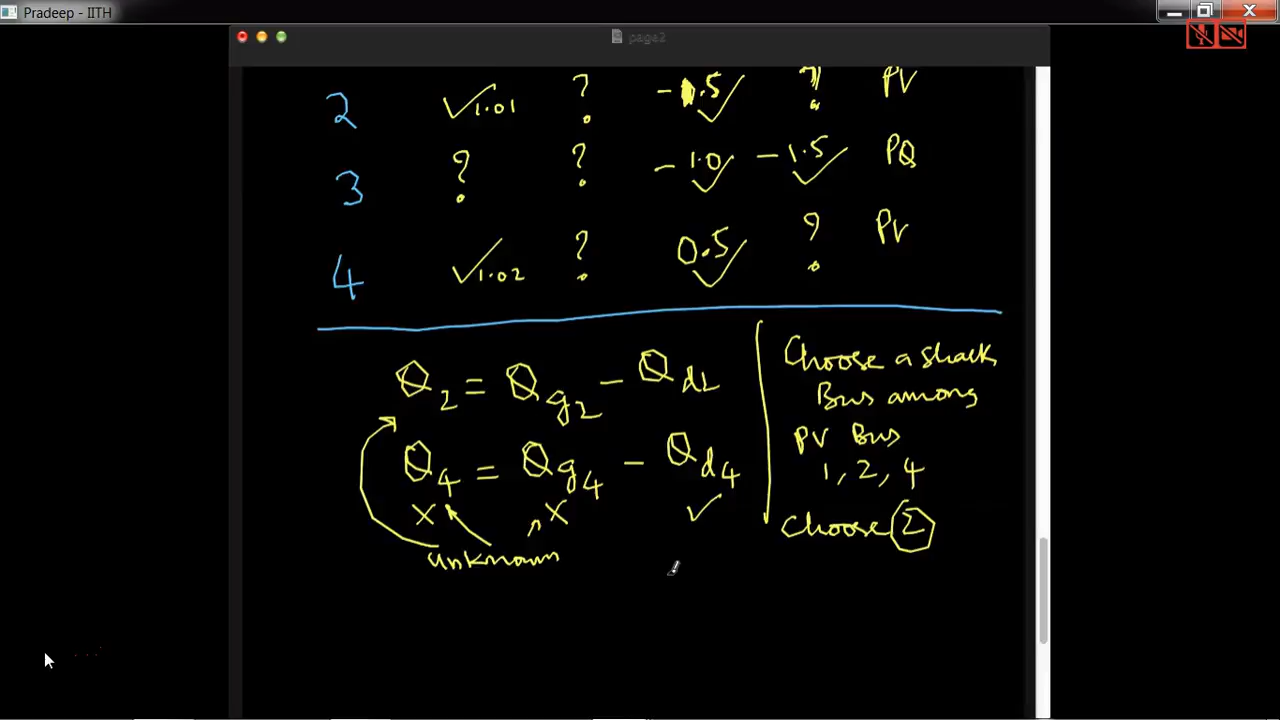 Pradeep - IITH
page2
2 ✓1.01 ? -0.5 ✓ ? PV
3 ? ? -1.0 ✓ -1.5 ✓ PQ
4 ✓1.02 ? 0.5 ✓ ? PV
Q2 = Qg2 - Qd2
Q4 = Qg4 - Qd4
X X ✓
unknown
Choose a slack
Bus among
PV Bus
1, 2, 4
Choose